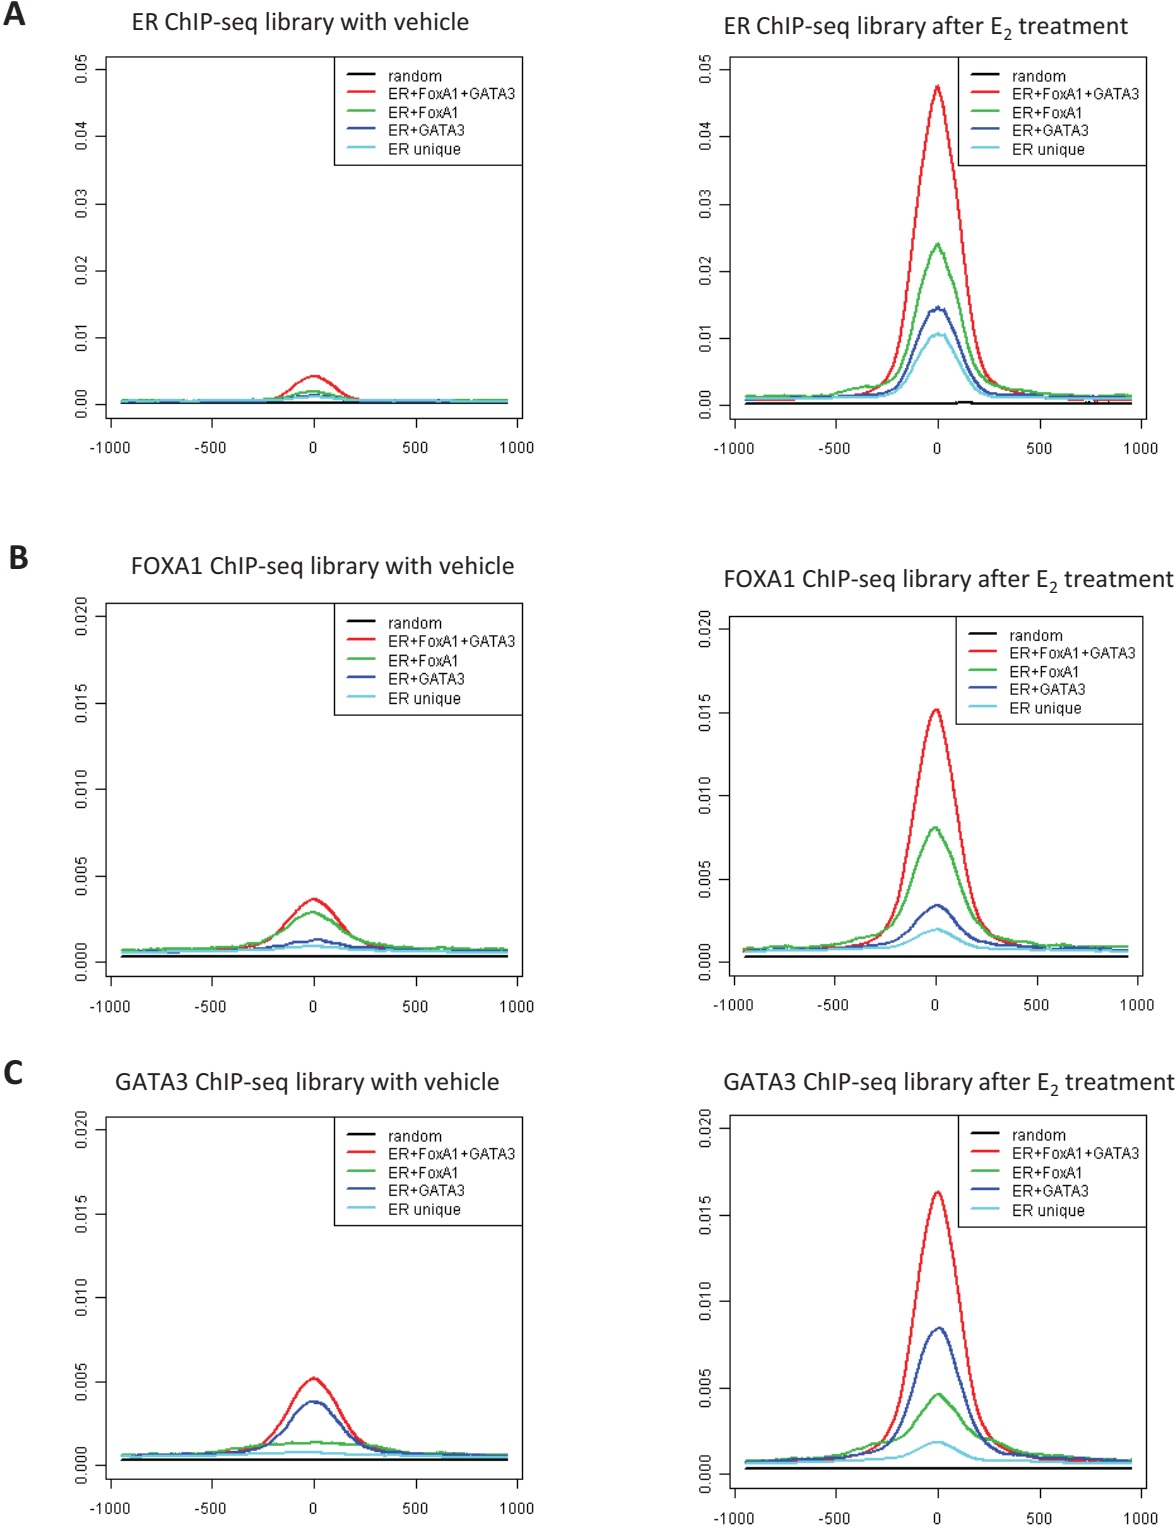 A
ER ChIP-seq library with vehicle
0.05
0.04
0.03
0.02
0.01
0.00
random
ER+FoxA1+GATA3
ER+FoxA1
ER+GATA3
ER unique
-1000 -500 0 500 1000
ER ChIP-seq library after E2 treatment
0.05
0.04
0.03
0.02
0.01
0.00
random
ER+FoxA1+GATA3
ER+FoxA1
ER+GATA3
ER unique
-1000 -500 0 500 1000
B
FOXA1 ChIP-seq library with vehicle
0.020
0.015
0.010
0.005
0.000
random
ER+FoxA1+GATA3
ER+FoxA1
ER+GATA3
ER unique
-1000 -500 0 500 1000
FOXA1 ChIP-seq library after E2 treatment
0.020
0.015
0.010
0.005
0.000
random
ER+FoxA1+GATA3
ER+FoxA1
ER+GATA3
ER unique
-1000 -500 0 500 1000
C
GATA3 ChIP-seq library with vehicle
0.020
0.015
0.010
0.005
0.000
random
ER+FoxA1+GATA3
ER+FoxA1
ER+GATA3
ER unique
-1000 -500 0 500 1000
GATA3 ChIP-seq library after E2 treatment
0.020
0.015
0.010
0.005
0.000
random
ER+FoxA1+GATA3
ER+FoxA1
ER+GATA3
ER unique
-1000 -500 0 500 1000